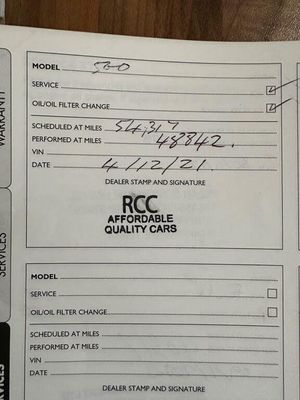 MODEL 500
SERVICE
OIL/OIL FILTER CHANGE
SCHEDULED AT MILES 54,317
PERFORMED AT MILES 48842.
VIN
DATE 4/12/21.
DEALER STAMP AND SIGNATURE
RCC
AFFORDABLE
QUALITY CARS
MODEL
SERVICE
OIL/OIL FILTER CHANGE
SCHEDULED AT MILES
PERFORMED AT MILES
VIN
DATE
DEALER STAMP AND SIGNATURE
WARRANTY
SERVICES